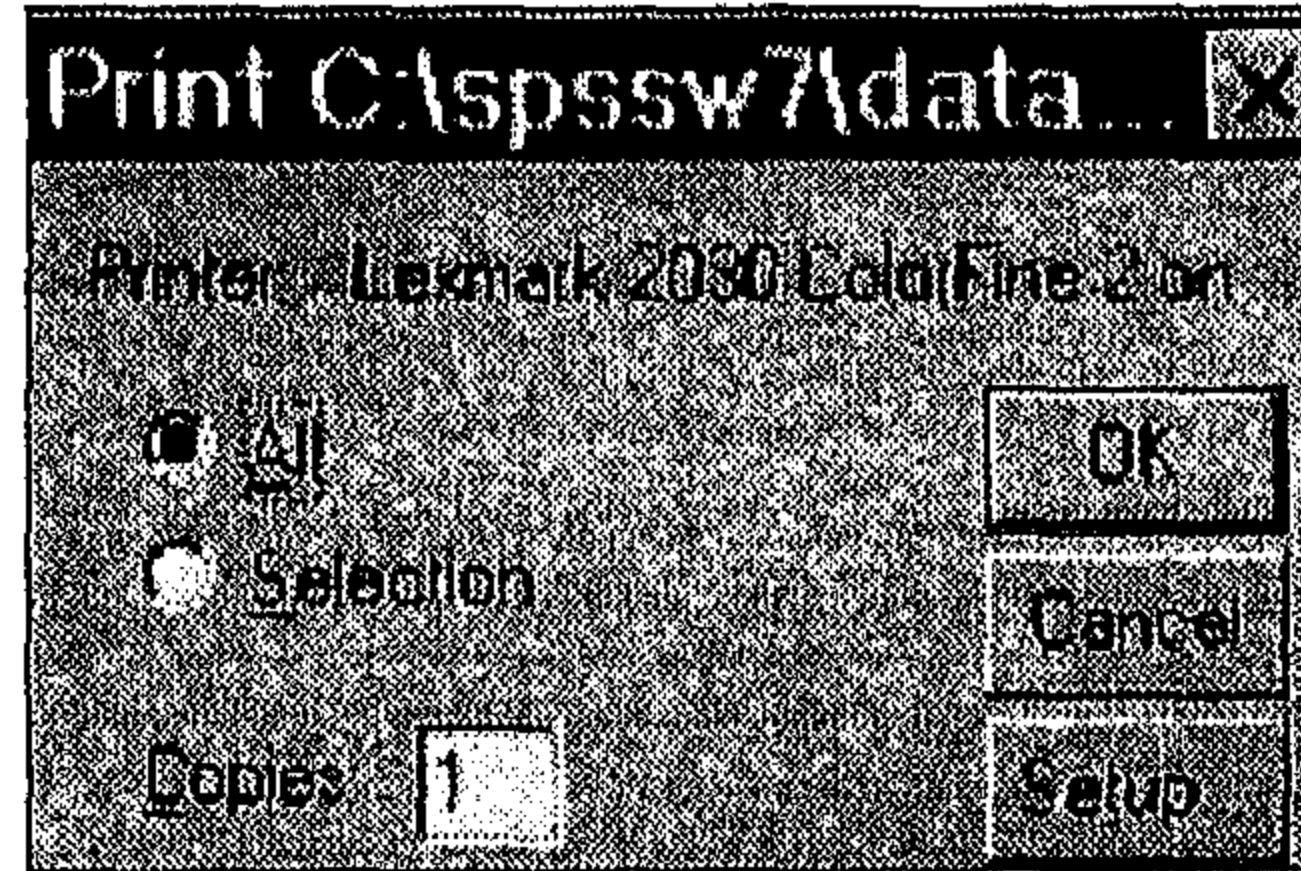 Print C:\spssw7\data...
Printer: Lexmark 2030 ColorFine 2 on
All
OK
Selection
Cancel
Copies: 1
Setup